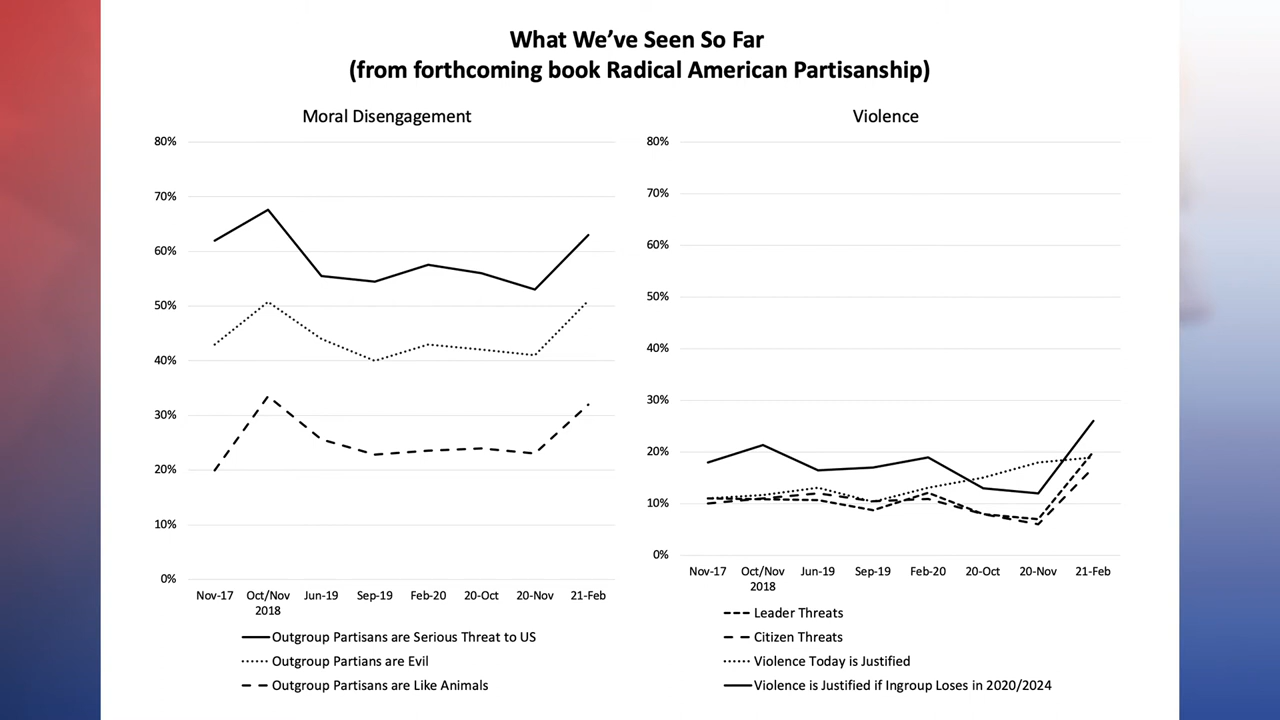 What We’ve Seen So Far
(from forthcoming book Radical American Partisanship)
Moral Disengagement
80%
70%
60%
50%
40%
30%
20%
10%
0%
Nov-17
Oct/Nov
2018
Jun-19
Sep-19
Feb-20
20-Oct
20-Nov
21-Feb
Outgroup Partisans are Serious Threat to US
Outgroup Partians are Evil
Outgroup Partisans are Like Animals
Violence
80%
70%
60%
50%
40%
30%
20%
10%
0%
Nov-17
Oct/Nov
2018
Jun-19
Sep-19
Feb-20
20-Oct
20-Nov
21-Feb
Leader Threats
Citizen Threats
Violence Today is Justified
Violence is Justified if Ingroup Loses in 2020/2024